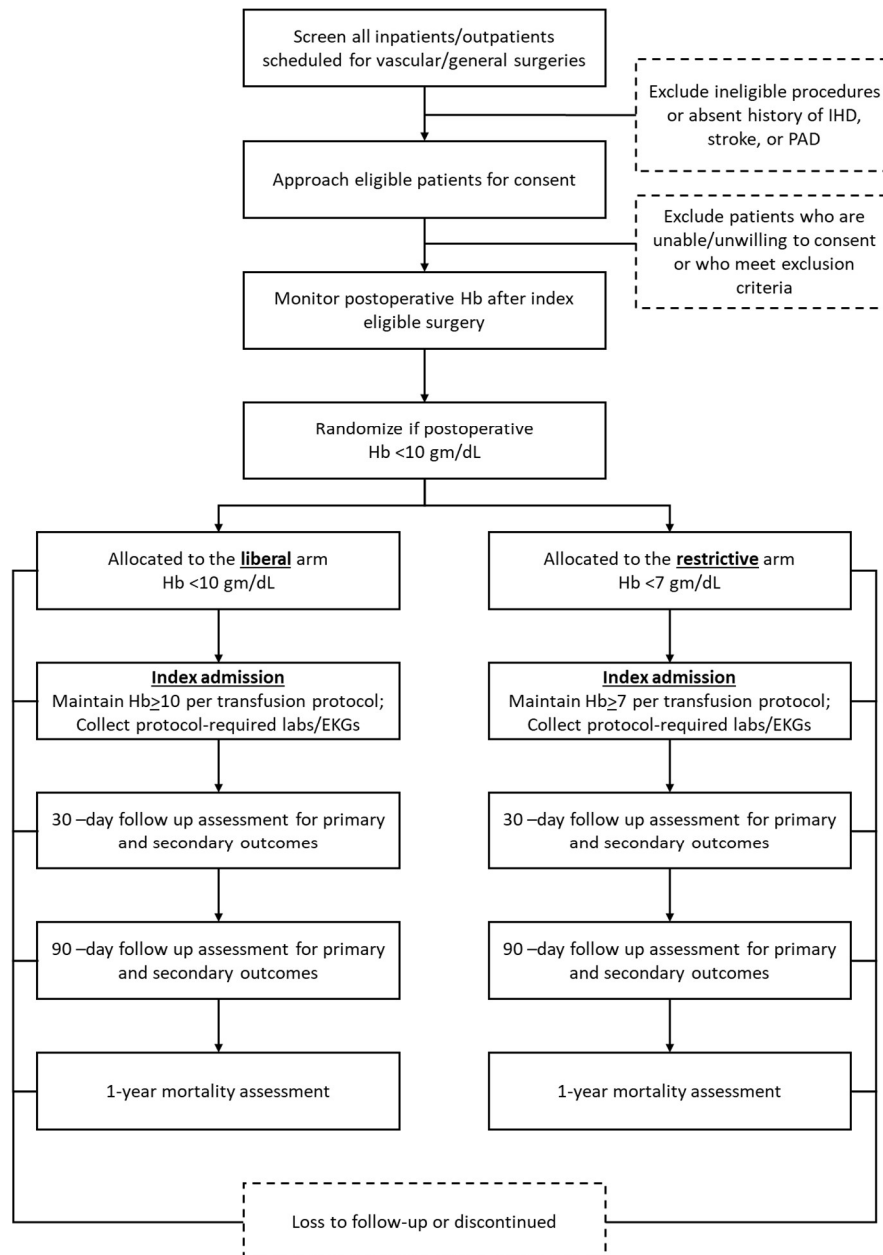 Screen all inpatients/outpatients
scheduled for vascular/general surgeries
Exclude ineligible procedures
or absent history of IHD,
stroke, or PAD
Approach eligible patients for consent
Exclude patients who are
unable/unwilling to consent
or who meet exclusion
criteria
Monitor postoperative Hb after index
eligible surgery
Randomize if postoperative
Hb <10 gm/dL
Allocated to the liberal arm
Hb <10 gm/dL
Allocated to the restrictive arm
Hb <7 gm/dL
Index admission
Maintain Hb≥10 per transfusion protocol;
Collect protocol-required labs/EKGs
Index admission
Maintain Hb≥7 per transfusion protocol;
Collect protocol-required labs/EKGs
30 –day follow up assessment for primary
and secondary outcomes
30 –day follow up assessment for primary
and secondary outcomes
90 –day follow up assessment for primary
and secondary outcomes
90 –day follow up assessment for primary
and secondary outcomes
1-year mortality assessment
1-year mortality assessment
Loss to follow-up or discontinued